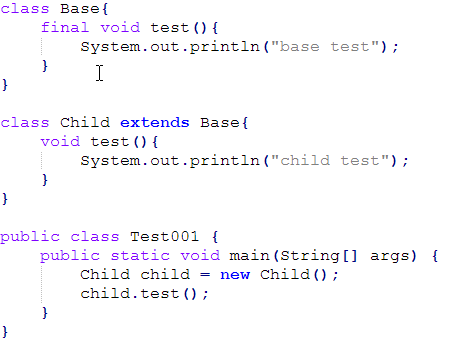 class Base{
    final void test(){
        System.out.println("base test");
    }
}

class Child extends Base{
    void test(){
        System.out.println("child test");
    }
}

public class Test001 {
    public static void main(String[] args) {
        Child child = new Child();
        child.test();
    }
}